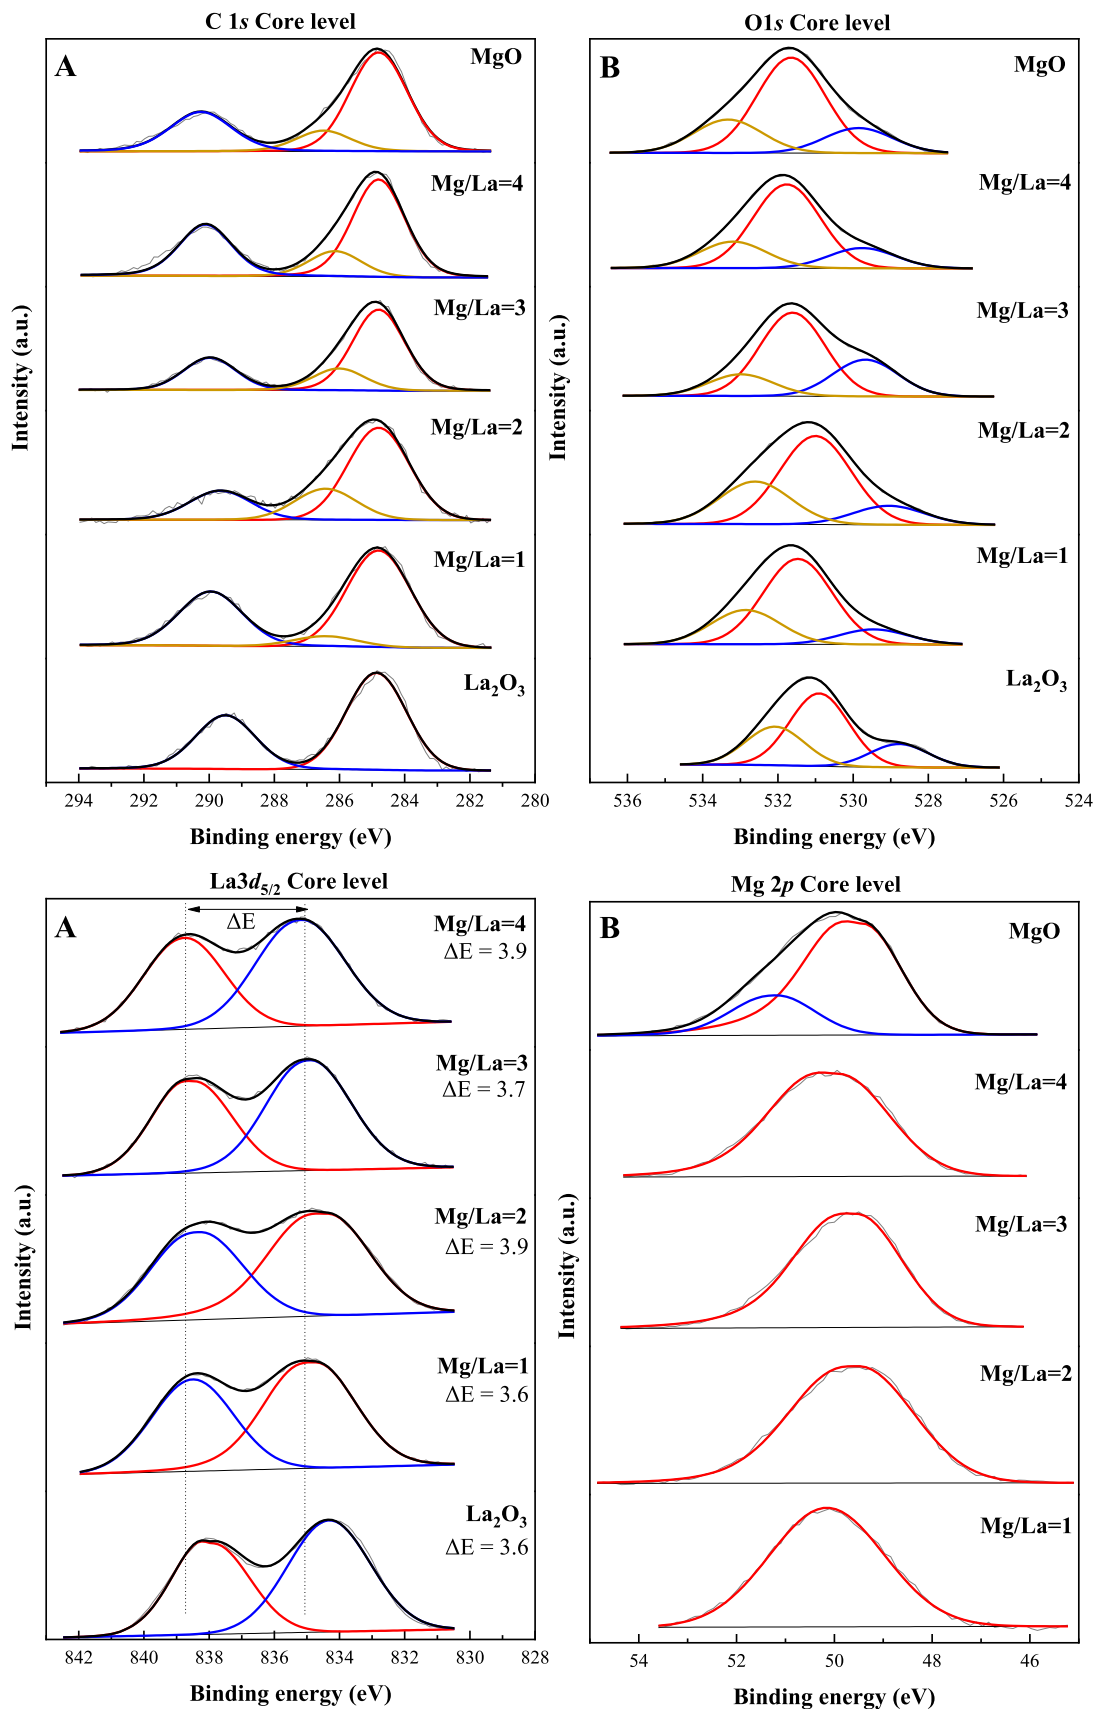 C 1s Core level
A
MgO
Mg/La=4
Mg/La=3
Mg/La=2
Mg/La=1
La₂O₃
Intensity (a.u.)
294 292 290 288 286 284 282 280
Binding energy (eV)
O1s Core level
B
MgO
Mg/La=4
Mg/La=3
Mg/La=2
Mg/La=1
La₂O₃
Intensity (a.u.)
536 534 532 530 528 526 524
Binding energy (eV)
La3d5/2 Core level
A
ΔE
Mg/La=4
ΔE = 3.9
Mg/La=3
ΔE = 3.7
Mg/La=2
ΔE = 3.9
Mg/La=1
ΔE = 3.6
La₂O₃
ΔE = 3.6
Intensity (a.u.)
842 840 838 836 834 832 830 828
Binding energy (eV)
Mg 2p Core level
B
MgO
Mg/La=4
Mg/La=3
Mg/La=2
Mg/La=1
Intensity (a.u.)
54 52 50 48 46
Binding energy (eV)